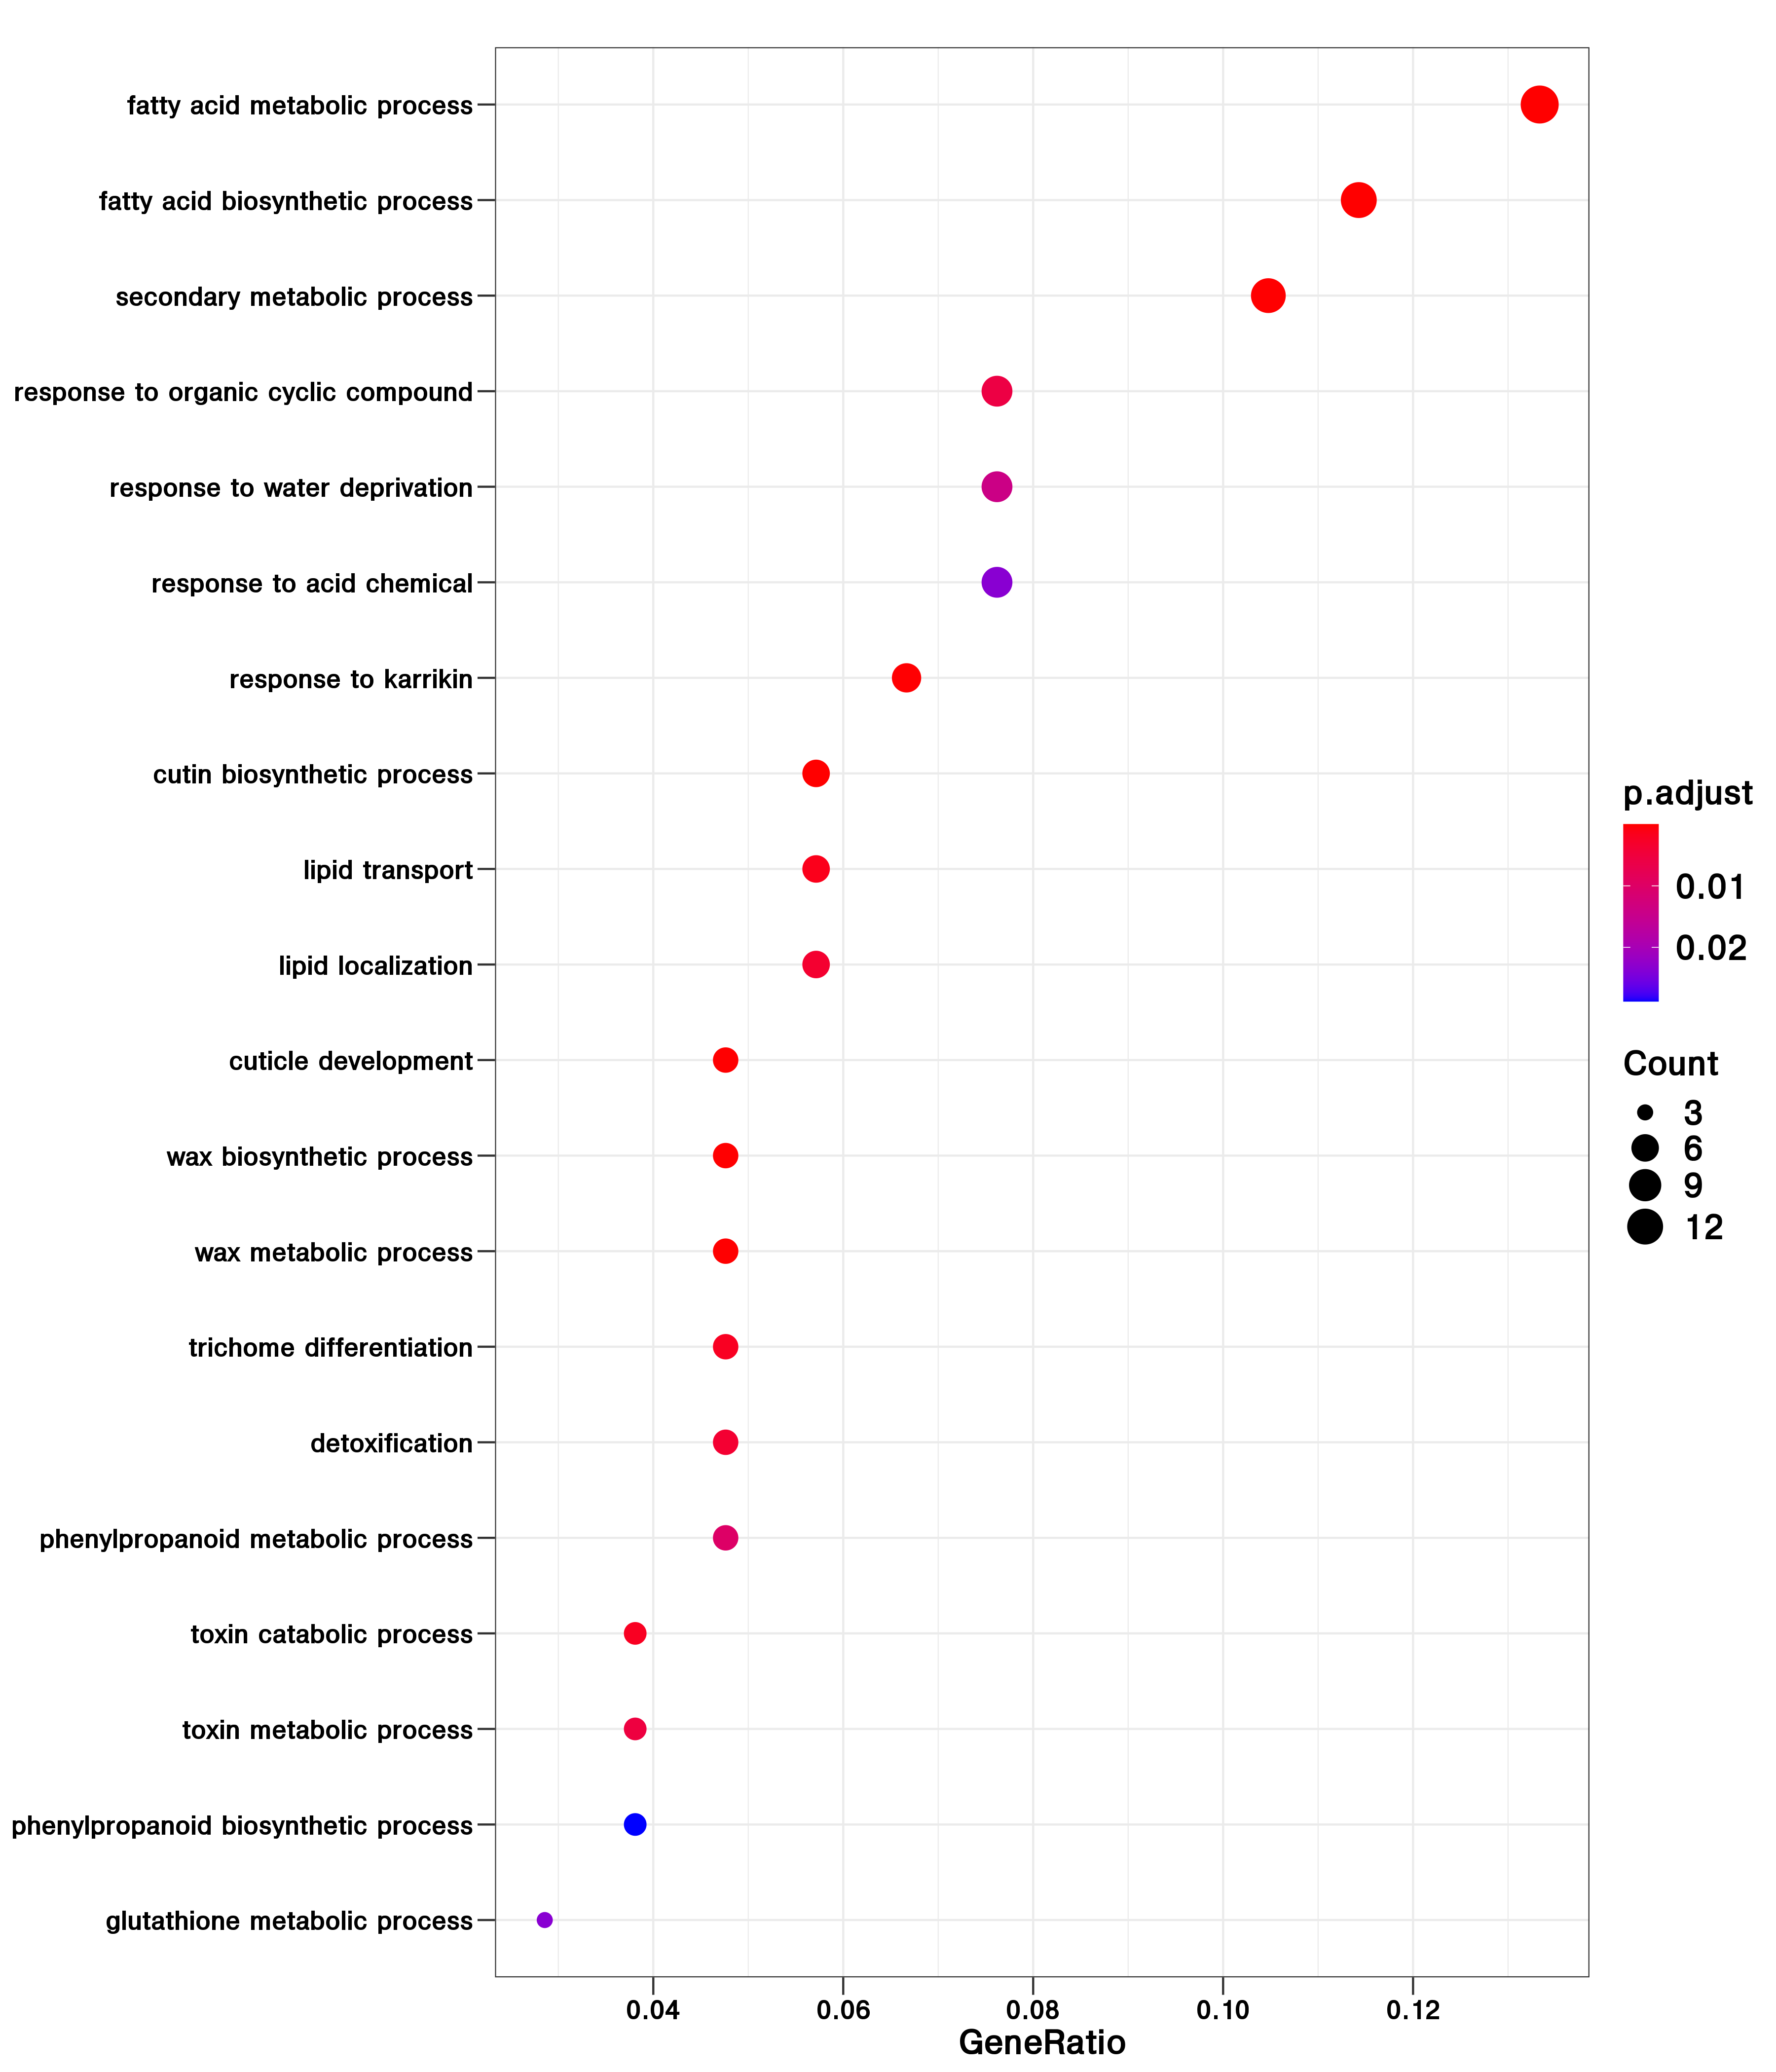 fatty acid metabolic process
fatty acid biosynthetic process
secondary metabolic process
response to organic cyclic compound
response to water deprivation
response to acid chemical
response to karrikin
cutin biosynthetic process
lipid transport
lipid localization
cuticle development
wax biosynthetic process
wax metabolic process
trichome differentiation
detoxification
phenylpropanoid metabolic process
toxin catabolic process
toxin metabolic process
phenylpropanoid biosynthetic process
glutathione metabolic process
0.04 0.06 0.08 0.10 0.12
GeneRatio
p.adjust
0.01
0.02
Count
3
6
9
12